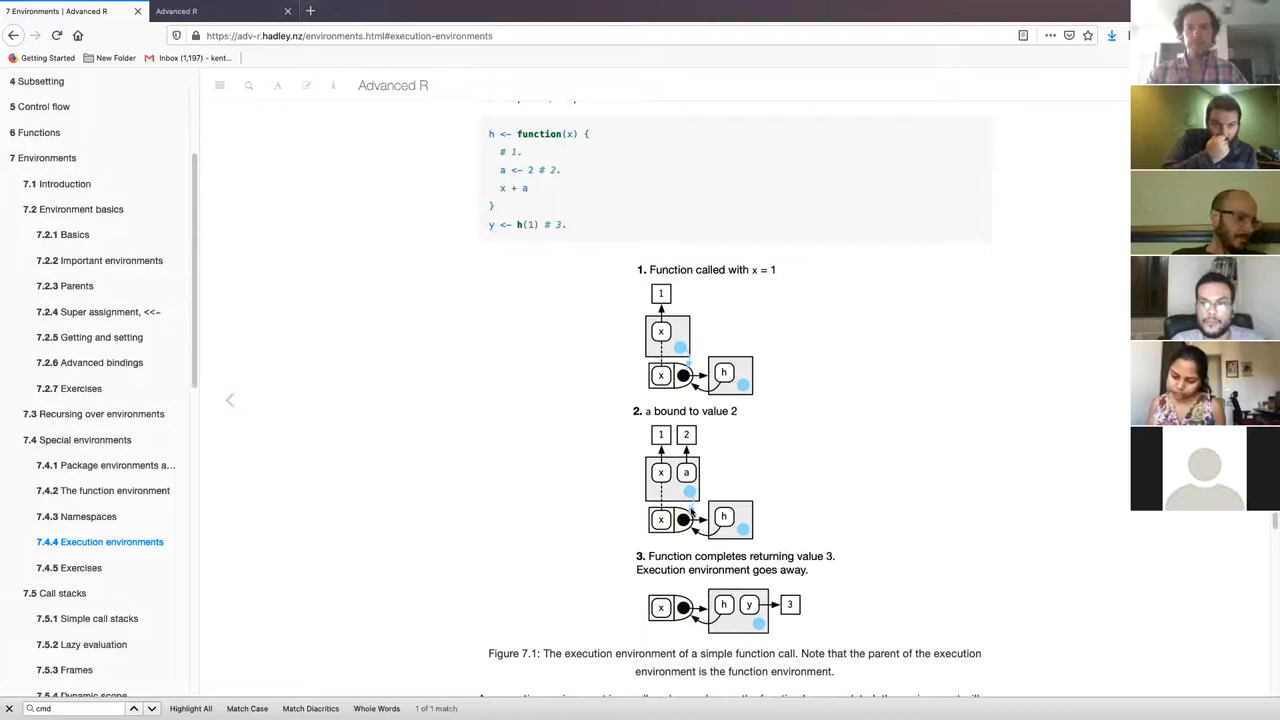 7 Environments | Advanced R
Advanced R
https://adv-r.hadley.nz/environments.html#execution-environments
Getting Started
New Folder
Inbox (1,197) - kent…
4 Subsetting
5 Control flow
6 Functions
7 Environments
7.1 Introduction
7.2 Environment basics
7.2.1 Basics
7.2.2 Important environments
7.2.3 Parents
7.2.4 Super assignment, <<-
7.2.5 Getting and setting
7.2.6 Advanced bindings
7.2.7 Exercises
7.3 Recursing over environments
7.4 Special environments
7.4.1 Package environments a…
7.4.2 The function environment
7.4.3 Namespaces
7.4.4 Execution environments
7.4.5 Exercises
7.5 Call stacks
7.5.1 Simple call stacks
7.5.2 Lazy evaluation
7.5.3 Frames
7.5.4 Dynamic scope
Advanced R
h <- function(x) {
# 1.
a <- 2 # 2.
x + a
}
y <- h(1) # 3.
1. Function called with x = 1
1
x
x h
2. a bound to value 2
1 2
x a
x h
3. Function completes returning value 3.
Execution environment goes away.
x h y 3
Figure 7.1: The execution environment of a simple function call. Note that the parent of the execution
environment is the function environment.
cmd
Highlight All
Match Case
Match Diacritics
Whole Words
1 of 1 match